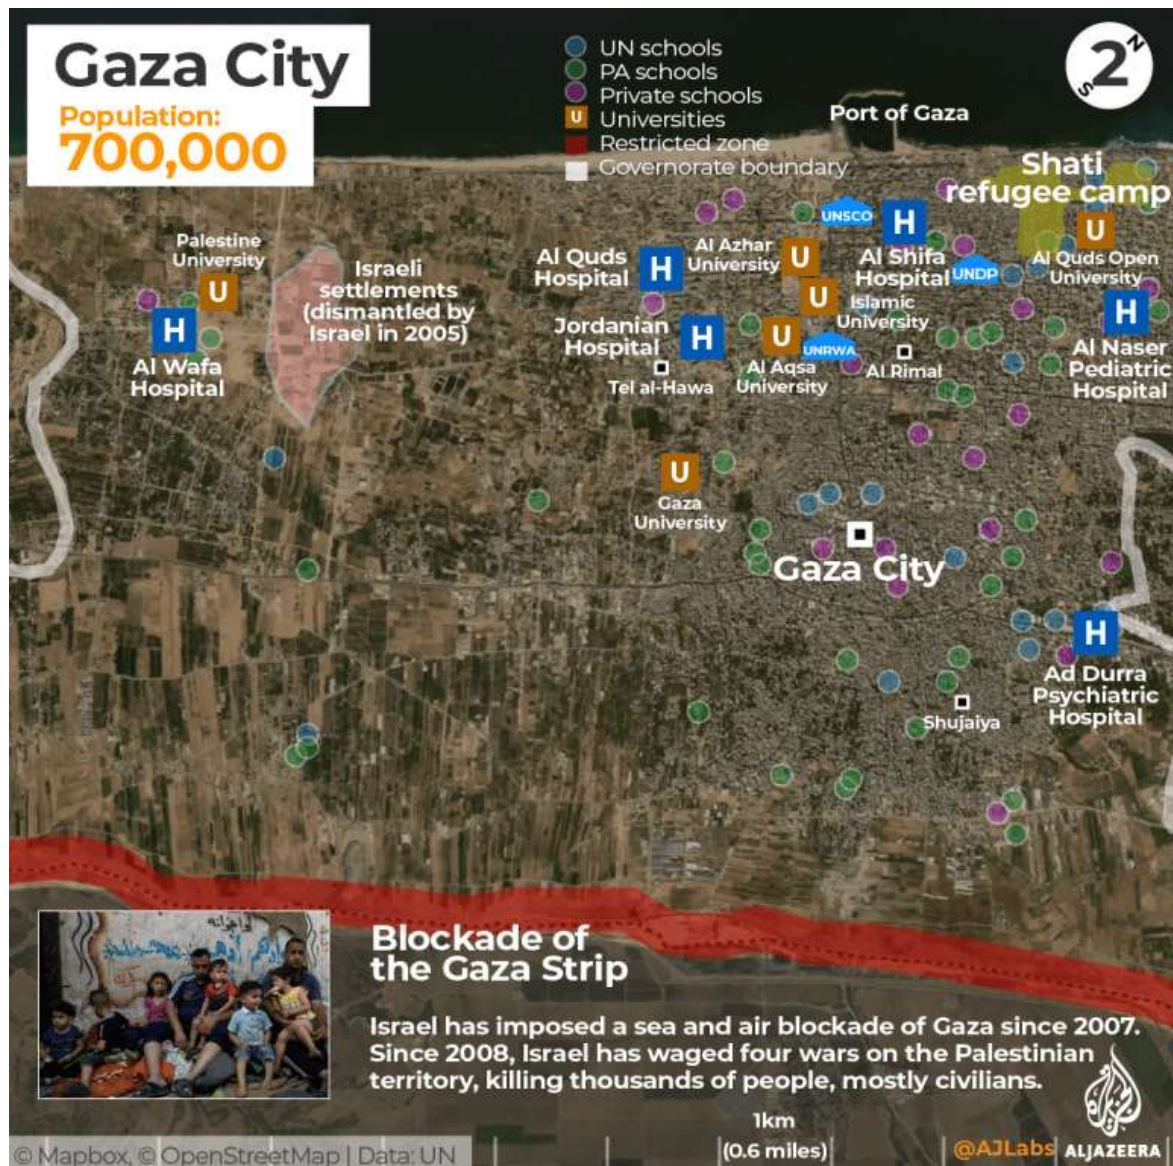 Gaza City
Population:
700,000
UN schools
PA schools
Private schools
U Universities
Restricted zone
Governorate boundary
N
2
S
Port of Gaza
Shati
refugee camp
Palestine
University
U
H
Al Wafa
Hospital
Israeli
settlements
(dismantled by
Israel in 2005)
Al Quds
Hospital
H
Al Azhar
University
U
UNSCO
H
Al Shifa
Hospital
UNDP
U
Al Quds Open
University
U
Islamic
University
Jordanian
Hospital
H
U
UNRWA
Al Aqsa
University
Al Rimal
Tel al-Hawa
H
Al Naser
Pediatric
Hospital
U
Gaza
University
Gaza City
H
Ad Durra
Psychiatric
Hospital
Shujaiya
Blockade of
the Gaza Strip
Israel has imposed a sea and air blockade of Gaza since 2007.
Since 2008, Israel has waged four wars on the Palestinian
territory, killing thousands of people, mostly civilians.
1km
(0.6 miles)
© Mapbox, © OpenStreetMap | Data: UN
@AJLabs
ALJAZEERA